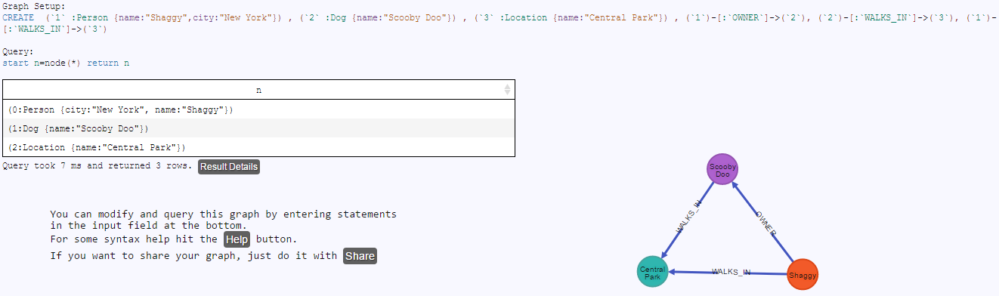 Graph Setup:
CREATE (`1` :Person {name:"Shaggy",city:"New York"}) , (`2` :Dog {name:"Scooby Doo"}) , (`3` :Location {name:"Central Park"}) , (`1`)-[:`OWNER`]->(`2`), (`2`)-[:`WALKS_IN`]->(`3`), (`1`)-
[:`WALKS_IN`]->(`3`)
Query:
start n=node(*) return n
n
(0:Person {city:"New York", name:"Shaggy"})
(1:Dog {name:"Scooby Doo"})
(2:Location {name:"Central Park"})
Query took 7 ms and returned 3 rows. Result Details
You can modify and query this graph by entering statements
in the input field at the bottom.
For some syntax help hit the Help button.
If you want to share your graph, just do it with Share
Scooby
Doo
WALKS_IN
OWNER
Central
Park
WALKS_IN
Shaggy